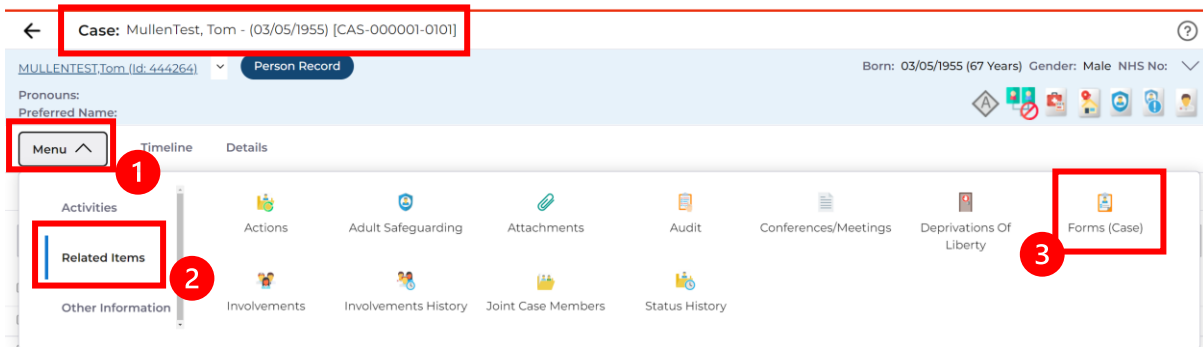 Case: MullenTest, Tom - (03/05/1955) [CAS-000001-0101]
MULLENTEST,Tom (Id: 444264) Person Record Born: 03/05/1955 (67 Years) Gender: Male NHS No:
Pronouns:
Preferred Name:
Menu Timeline Details
1
Activities
Related Items
Other Information
2
Actions Adult Safeguarding Attachments Audit Conferences/Meetings Deprivations Of Liberty Forms (Case)
3
Involvements Involvements History Joint Case Members Status History